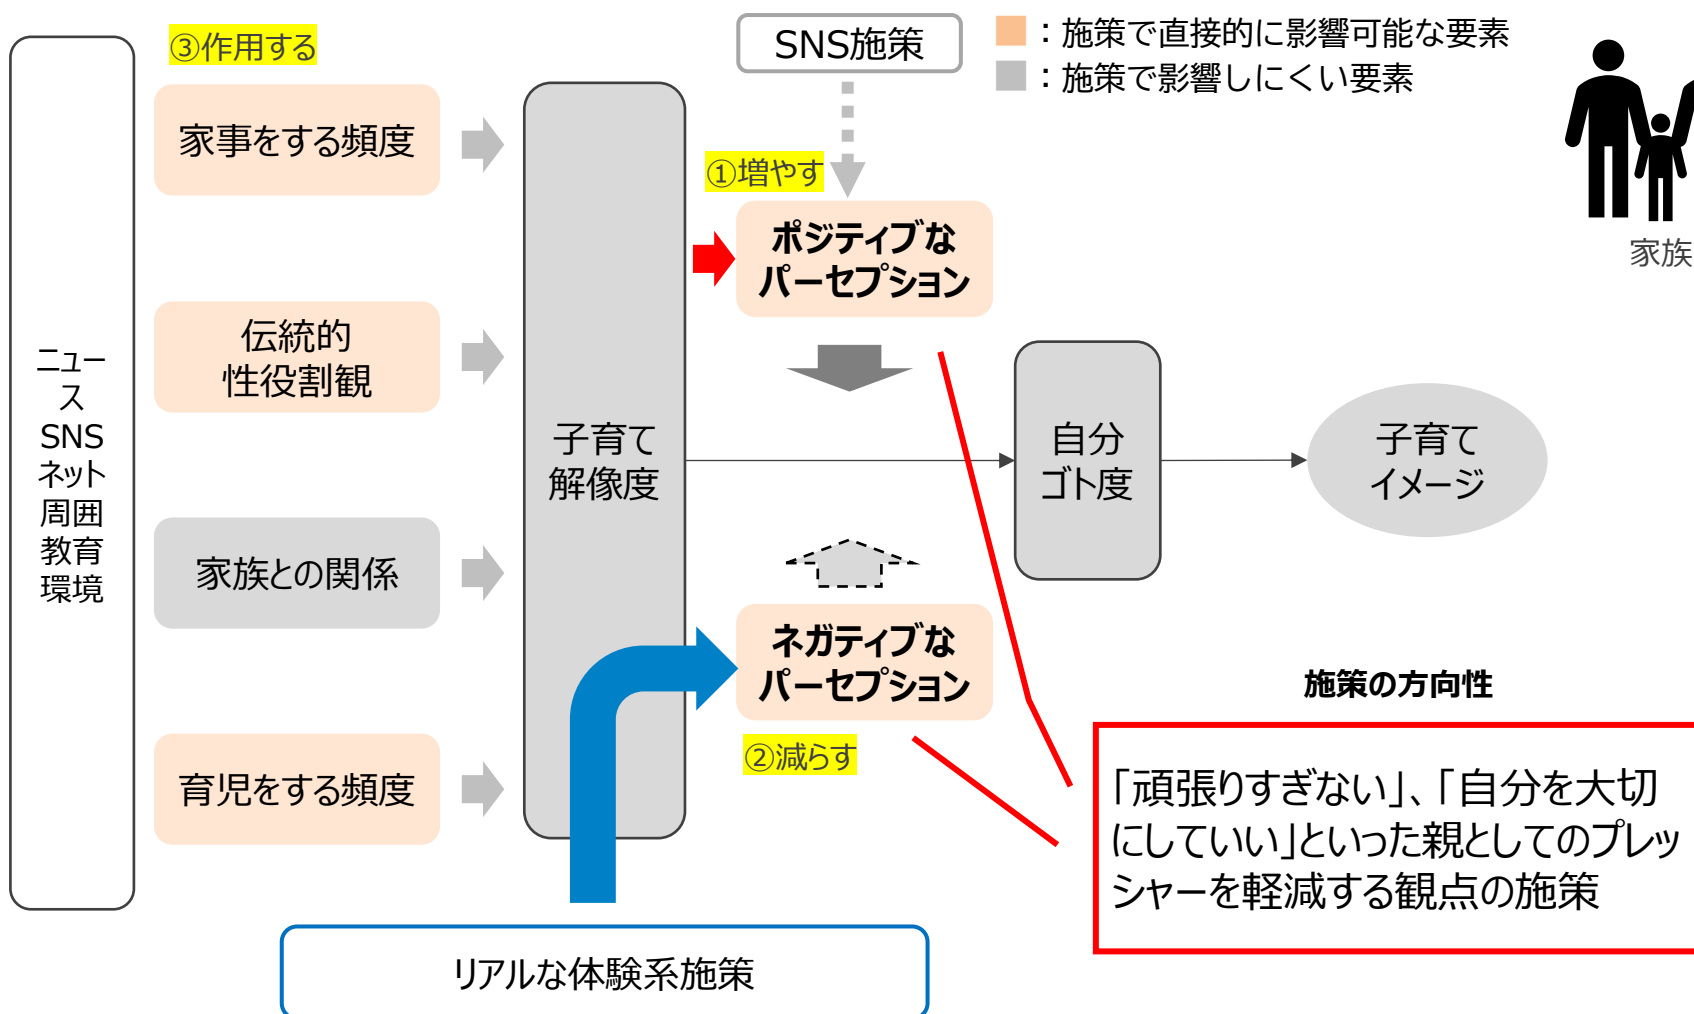 ③作用する
SNS施策
：施策で直接的に影響可能な要素
：施策で影響しにくい要素
家族
ニュー
ス
SNS
ネット
周囲
教育
環境
家事をする頻度
伝統的
性役割観
家族との関係
育児をする頻度
子育て
解像度
①増やす
ポジティブな
パーセプション
自分
ゴト度
子育て
イメージ
ネガティブな
パーセプション
②減らす
施策の方向性
「頑張りすぎない」、「自分を大切
にしていい」といった親としてのプレッ
シャーを軽減する観点の施策
リアルな体験系施策